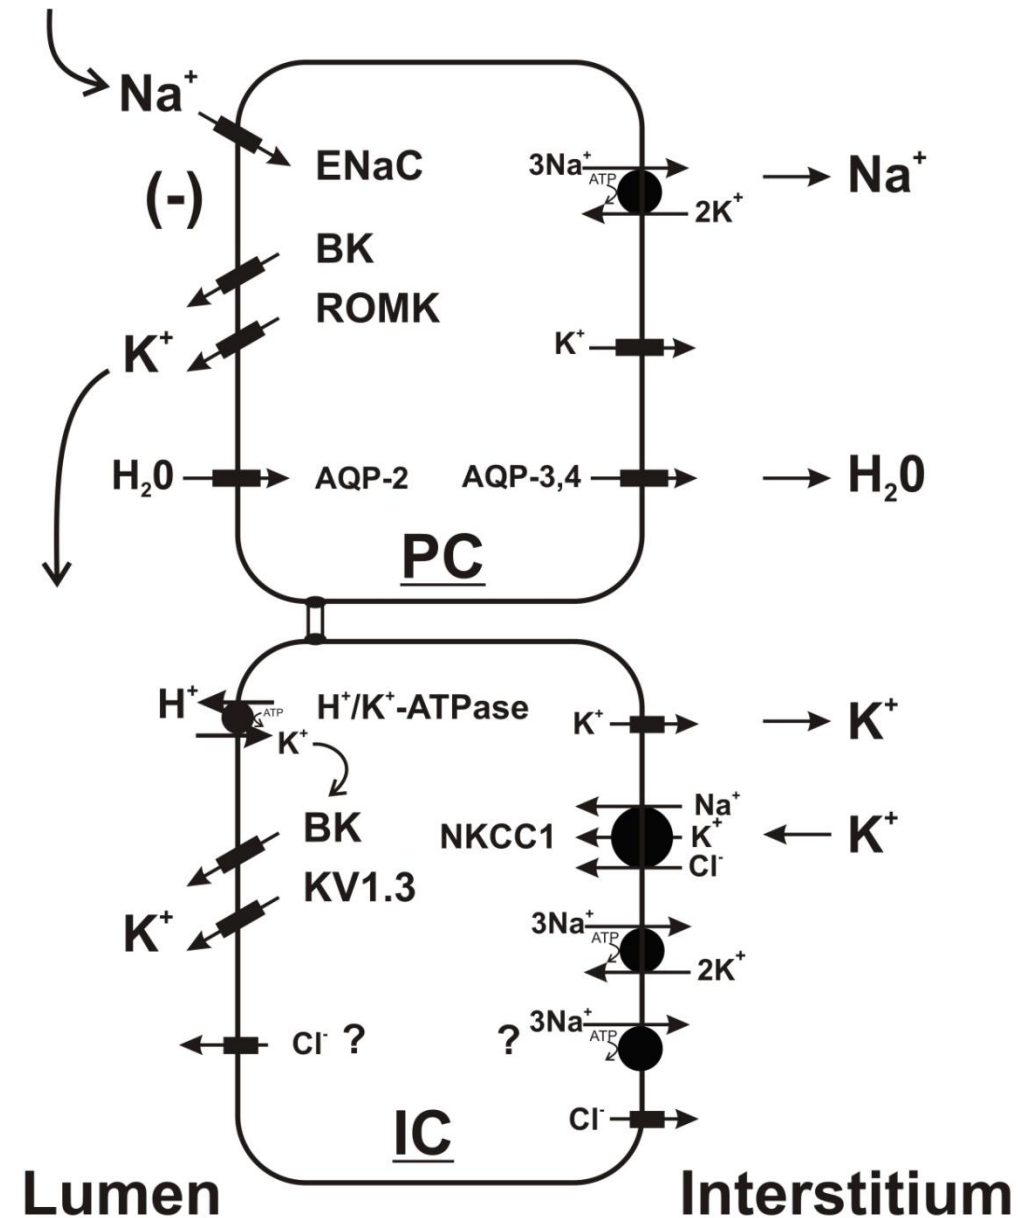 Na⁺
(-)
ENaC
3Na⁺
ATP
2K⁺
Na⁺
BK
ROMK
K⁺
K⁺
H₂0
AQP-2
AQP-3,4
H₂0
PC
H⁺
ATP
H⁺/K⁺-ATPase
K⁺
K⁺
K⁺
BK
KV1.3
K⁺
NKCC1
Na⁺
K⁺
Cl⁻
K⁺
3Na⁺
ATP
2K⁺
Cl⁻ ?
? 3Na⁺
ATP
Cl⁻
IC
Lumen
Interstitium